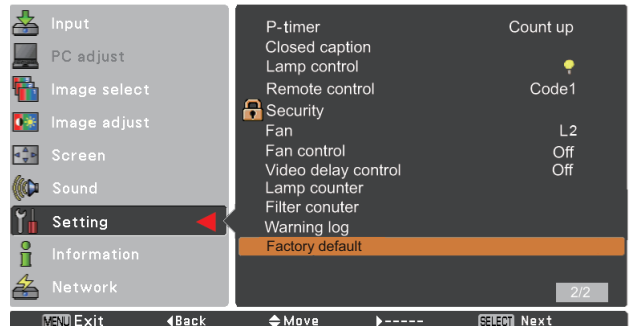 Input
PC adjust
Image select
Image adjust
Screen
Sound
Setting
Information
Network
P-timer Count up
Closed caption
Lamp control
Remote control Code1
Security
Fan L2
Fan control Off
Video delay control Off
Lamp counter
Filter conuter
Warning log
Factory default
2/2
MENU Exit Back Move ----- SELECT Next